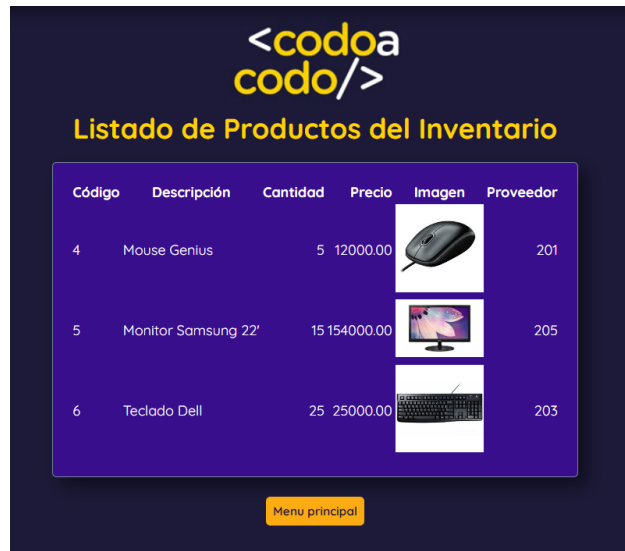 <codoa
codo/>
Listado de Productos del Inventario
Código Descripción Cantidad Precio Imagen Proveedor
4 Mouse Genius 5 12000.00 201
5 Monitor Samsung 22' 15 154000.00 205
6 Teclado Dell 25 25000.00 203
Menu principal